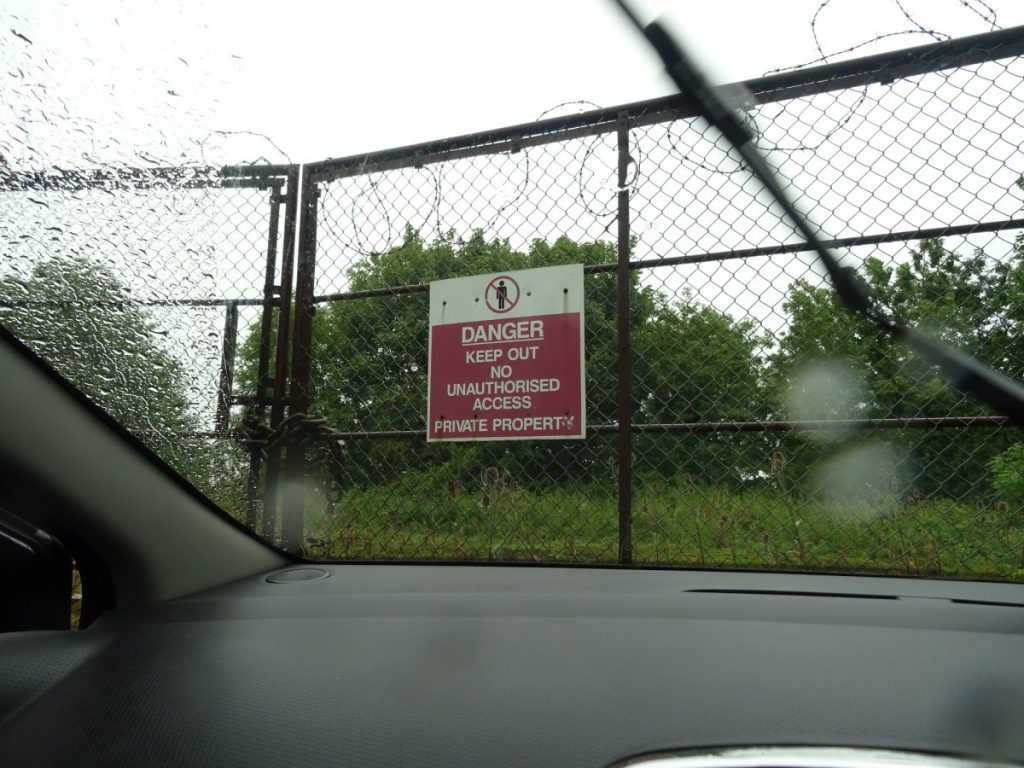 DANGER
KEEP OUT
NO
UNAUTHORISED
ACCESS
PRIVATE PROPERTY